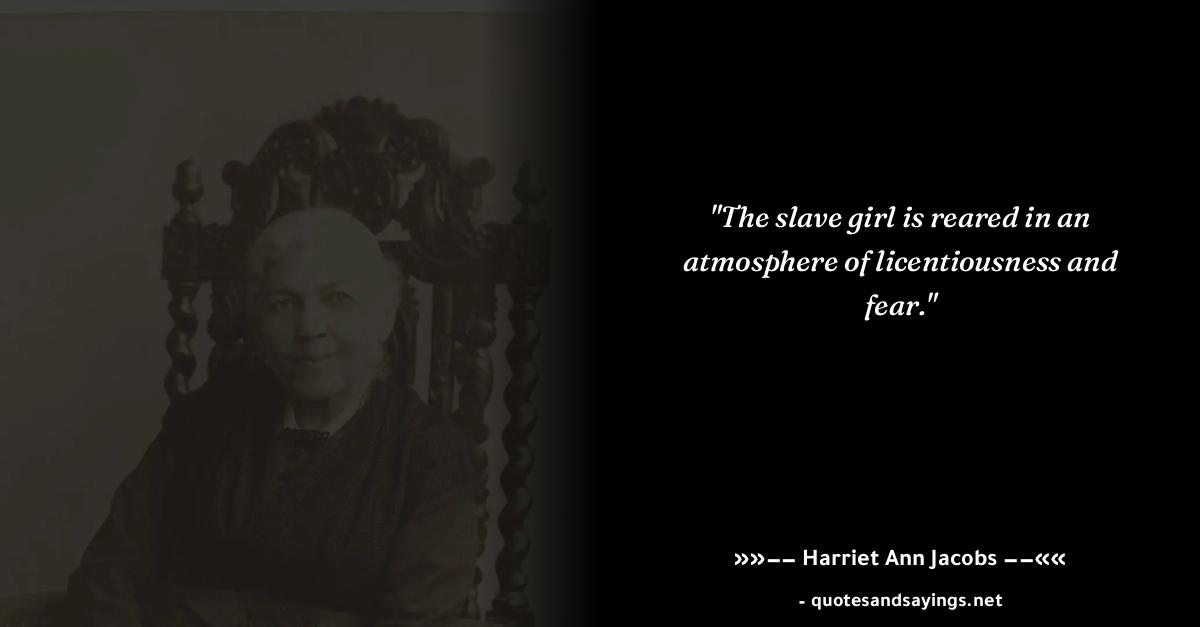 "The slave girl is reared in an
atmosphere of licentiousness and
fear."
»»―― Harriet Ann Jacobs ――««
- quotesandsayings.net